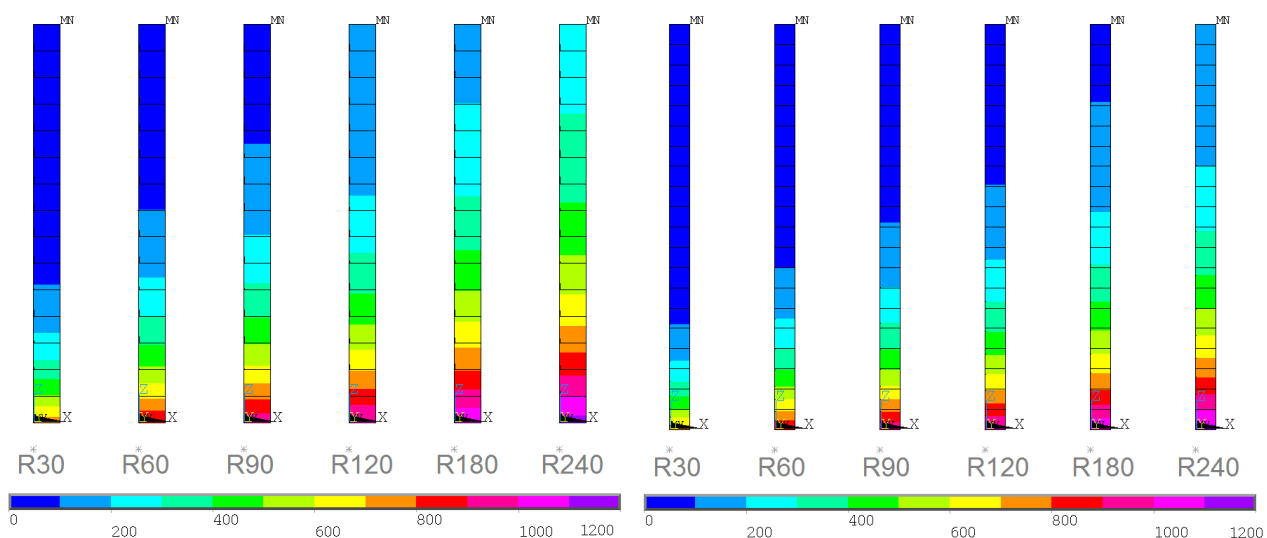 MN MN MN MN MN MN MN MN MN MN MN MN
Z Z Z Z Z Z Z Z Z Z
X X X X X X X X X X X X
* * * * * * * * * * * *
R30 R60 R90 R120 R180 R240 R30 R60 R90 R120 R180 R240
0 400 800 1200 0 400 800 1200
200 600 1000 200 600 1000